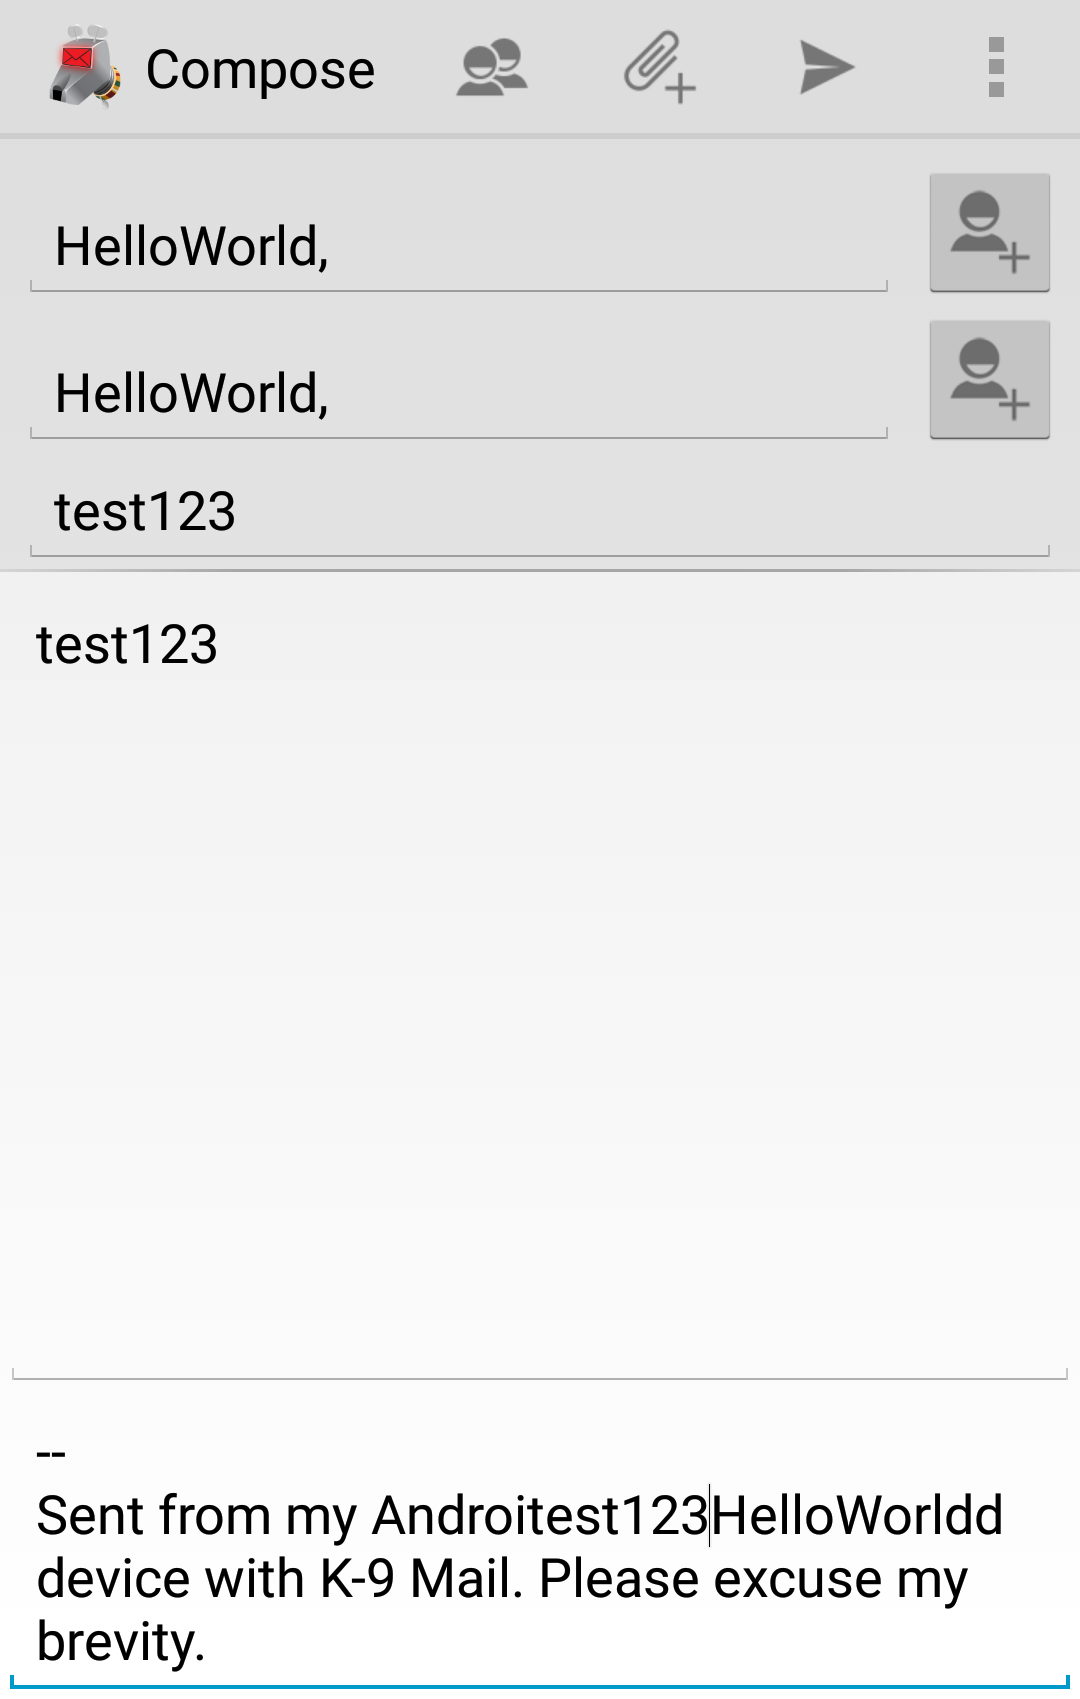 Compose
HelloWorld,
HelloWorld,
test123
test123
--
Sent from my Androitest123HelloWorldd
device with K-9 Mail. Please excuse my
brevity.